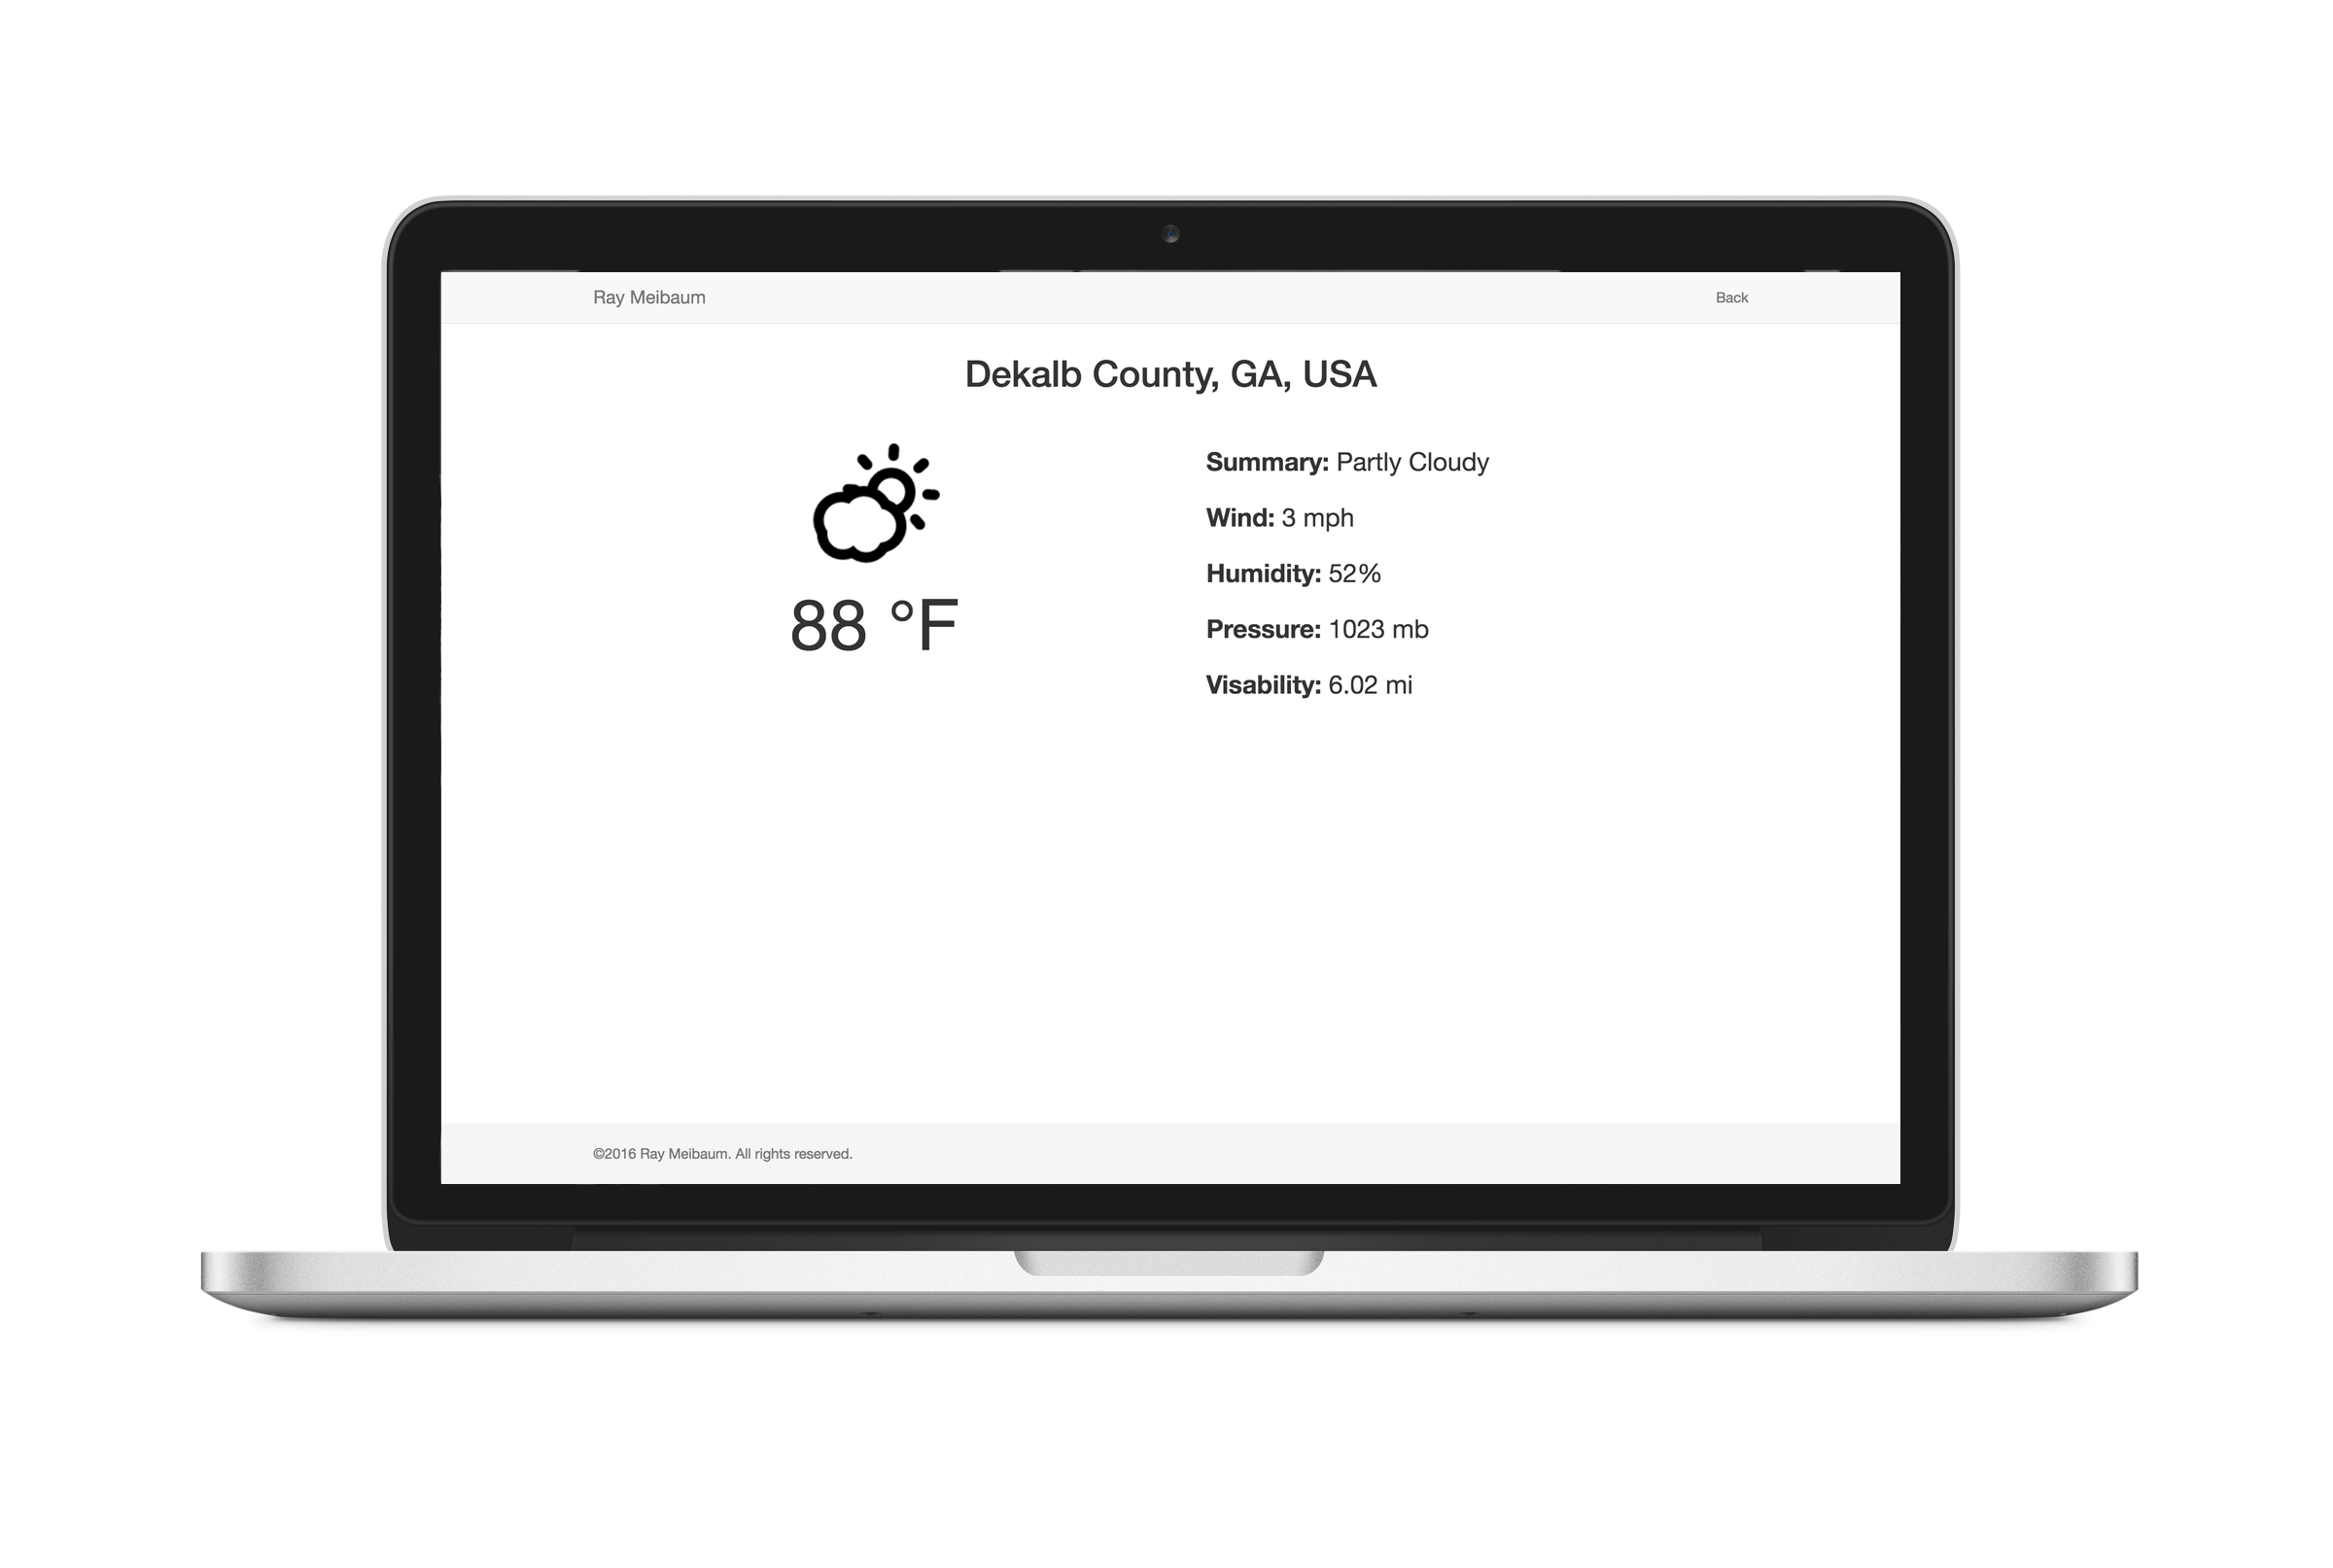 Ray Meibaum
Back
Dekalb County, GA, USA
88 °F
Summary: Partly Cloudy
Wind: 3 mph
Humidity: 52%
Pressure: 1023 mb
Visability: 6.02 mi
©2016 Ray Meibaum. All rights reserved.